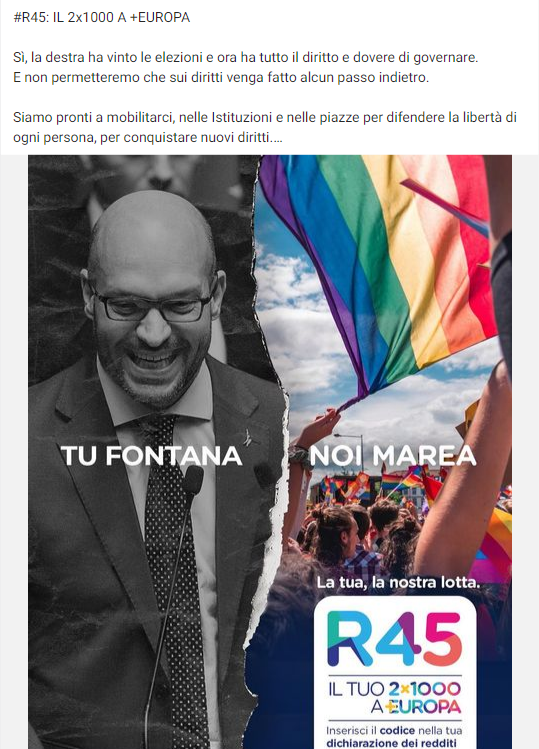 #R45: IL 2x1000 A +EUROPA
Sì, la destra ha vinto le elezioni e ora ha tutto il diritto e dovere di governare.
E non permetteremo che sui diritti venga fatto alcun passo indietro.
Siamo pronti a mobilitarci, nelle Istituzioni e nelle piazze per difendere la libertà di
ogni persona, per conquistare nuovi diritti....
TU FONTANA
NOI MAREA
La tua, la nostra lotta.
R45
IL TUO 2×1000
A +EUROPA
Inserisci il codice nella tua
dichiarazione dei redditi